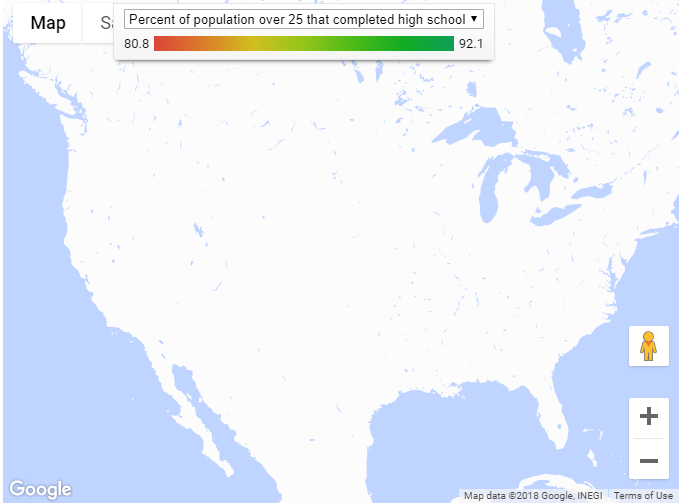 Map
Percent of population over 25 that completed high school
80.8
92.1
Google
Map data ©2018 Google, INEGI
Terms of Use